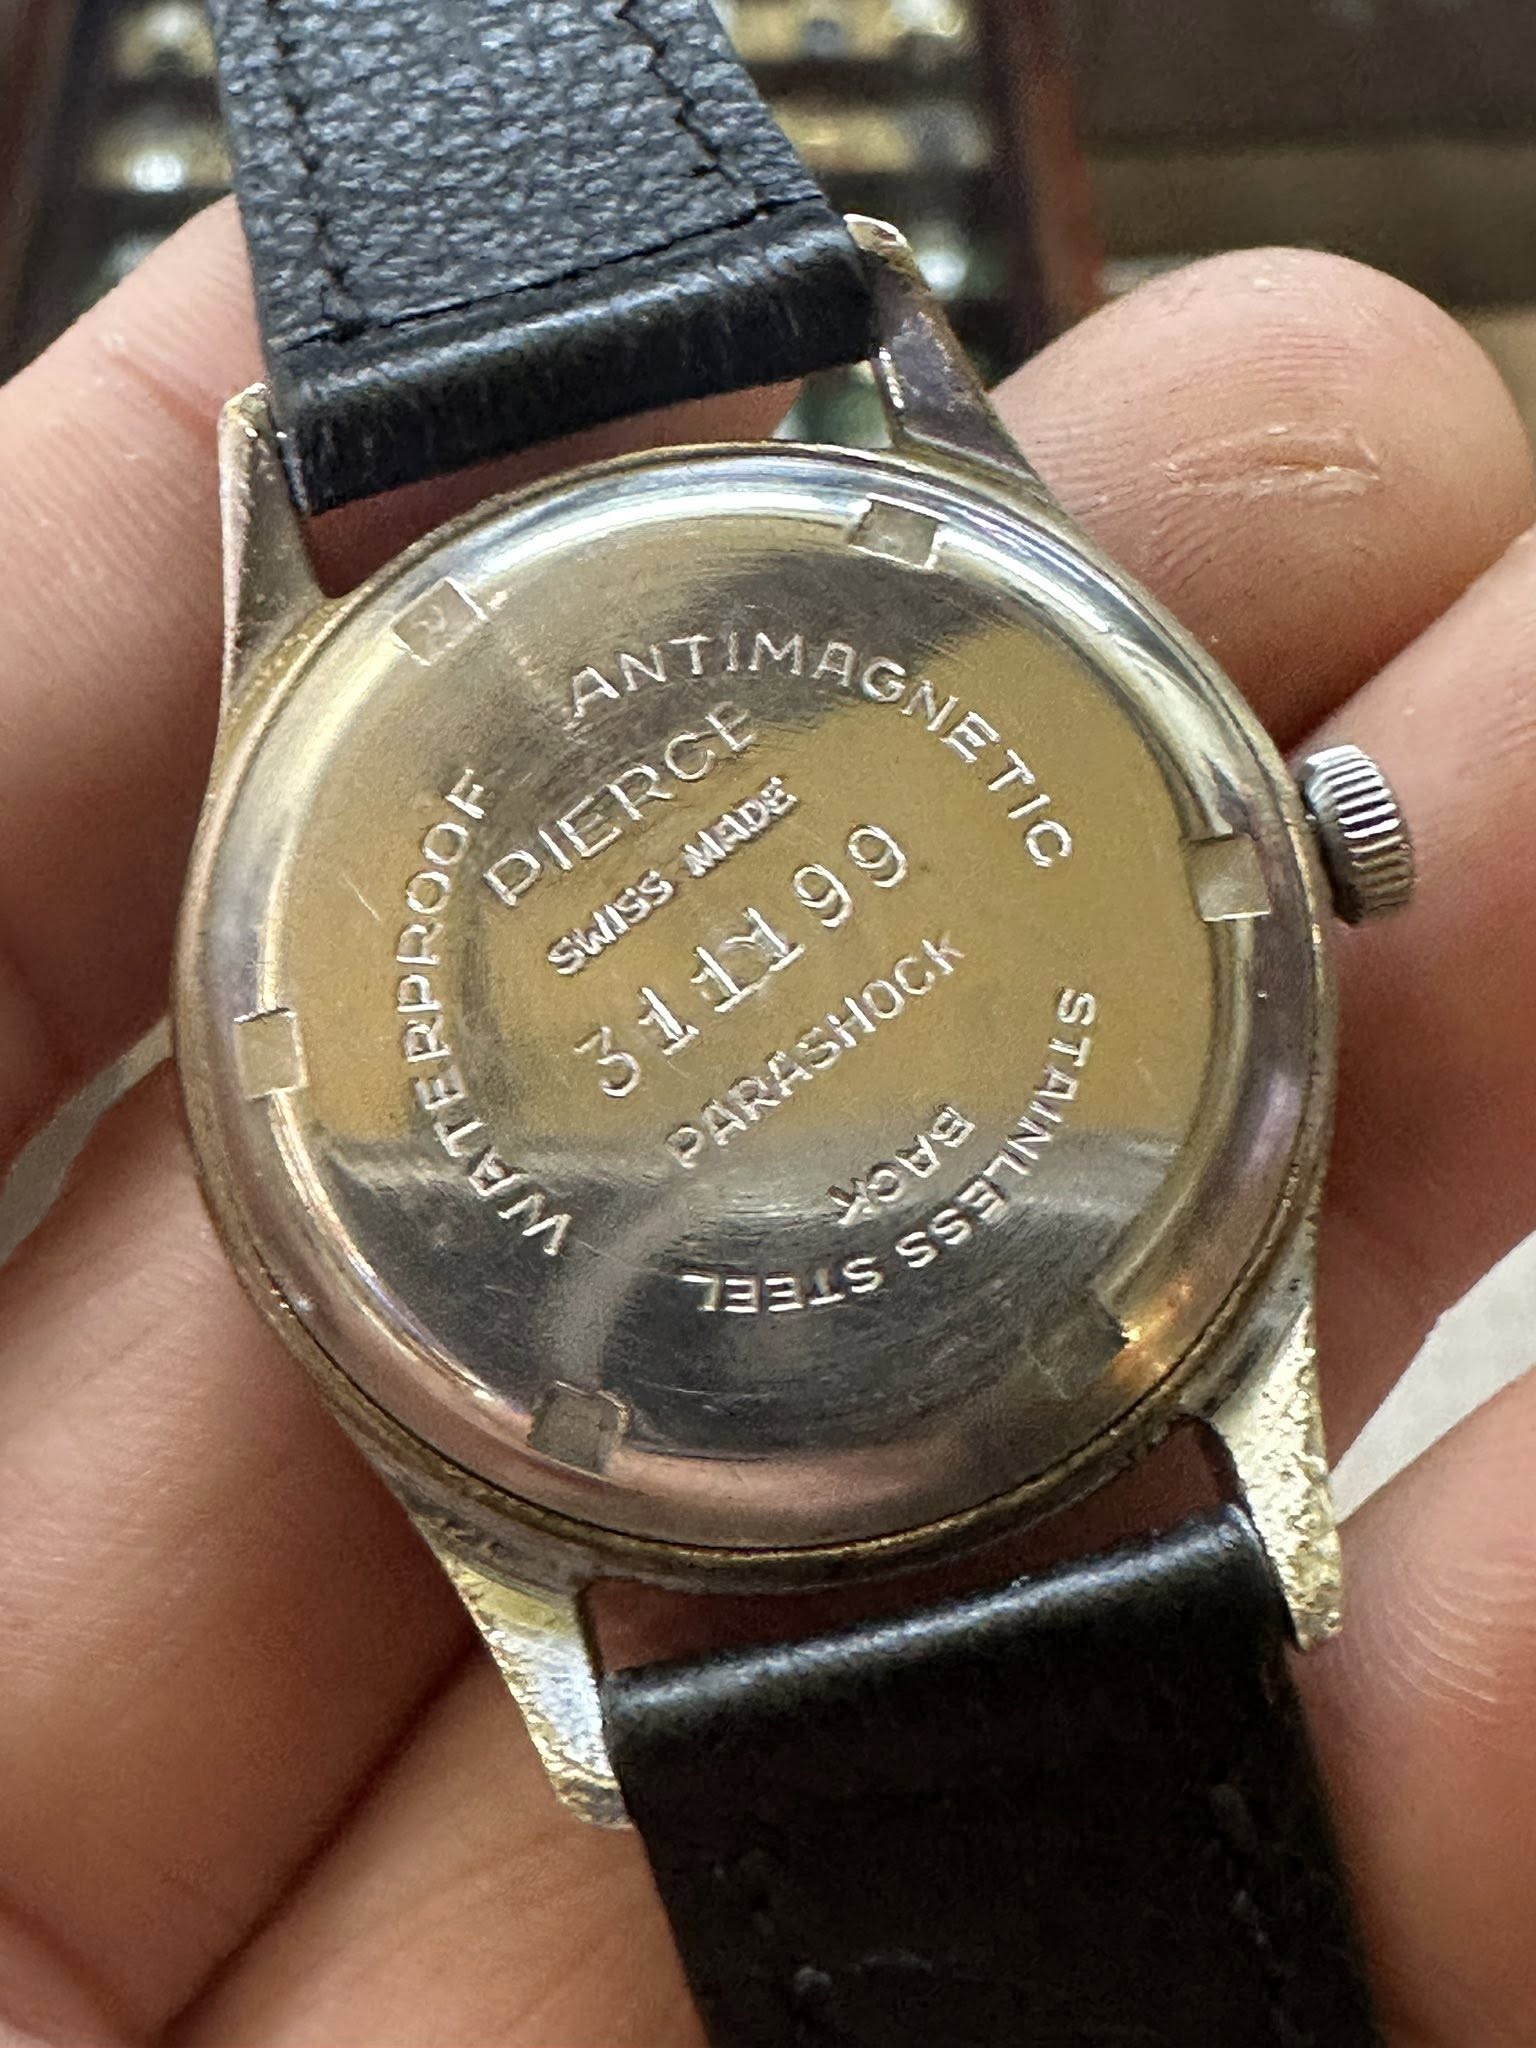 WATERPROOF
ANTIMAGNETIC
PIERCE
SWISS MADE
311199
PARASHOCK
STAINLESS STEEL
BACK